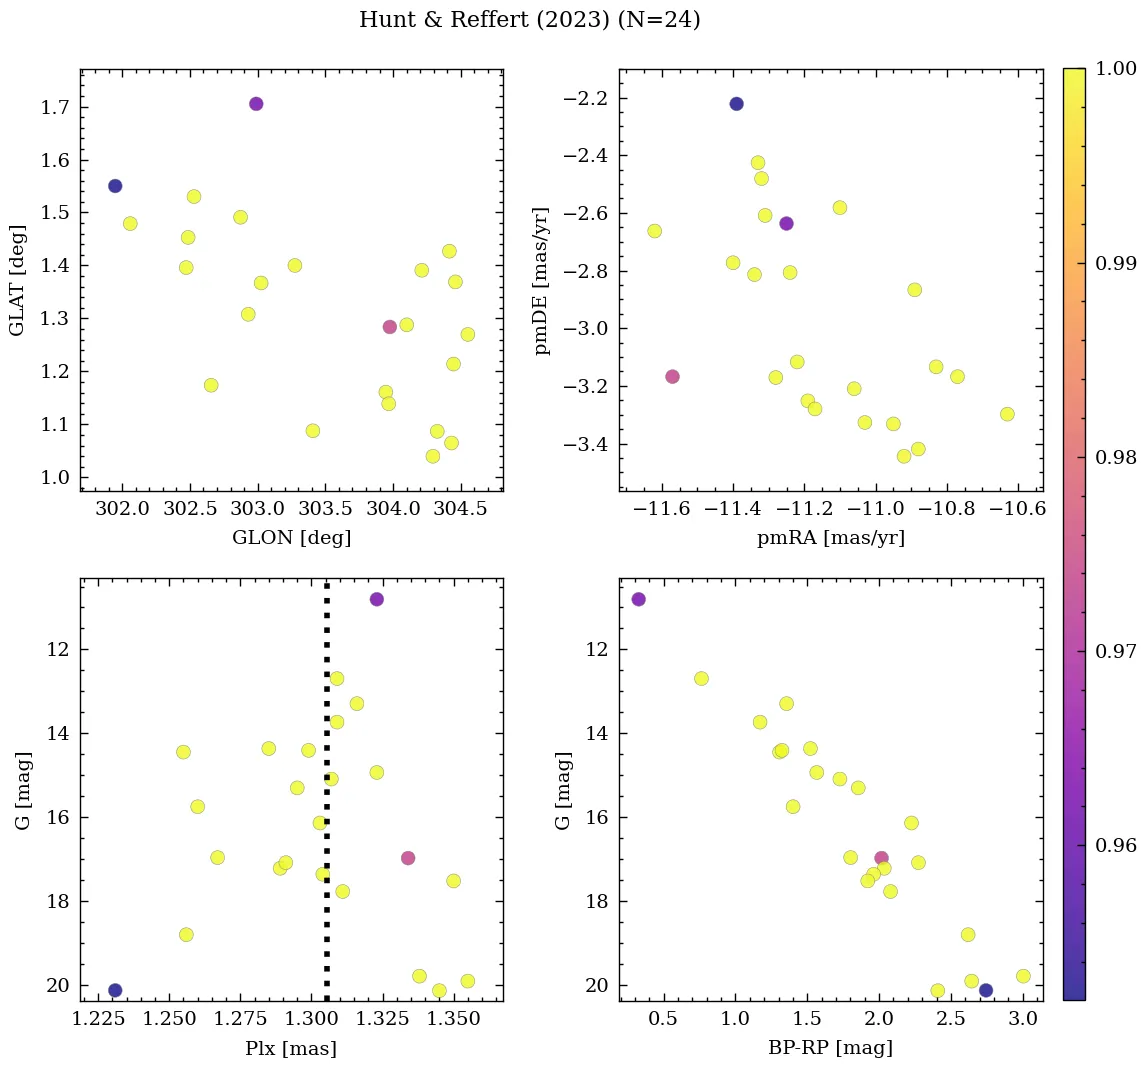 Hunt & Reffert (2023) (N=24)
1.7
1.6
1.5
1.4
1.3
1.2
1.1
1.0
GLAT [deg]
302.0 302.5 303.0 303.5 304.0 304.5
GLON [deg]
−2.2
−2.4
−2.6
−2.8
−3.0
−3.2
−3.4
pmDE [mas/yr]
−11.6 −11.4 −11.2 −11.0 −10.8 −10.6
pmRA [mas/yr]
12
14
16
18
20
G [mag]
1.225 1.250 1.275 1.300 1.325 1.350
Plx [mas]
12
14
16
18
20
G [mag]
0.5 1.0 1.5 2.0 2.5 3.0
BP-RP [mag]
1.00
0.99
0.98
0.97
0.96